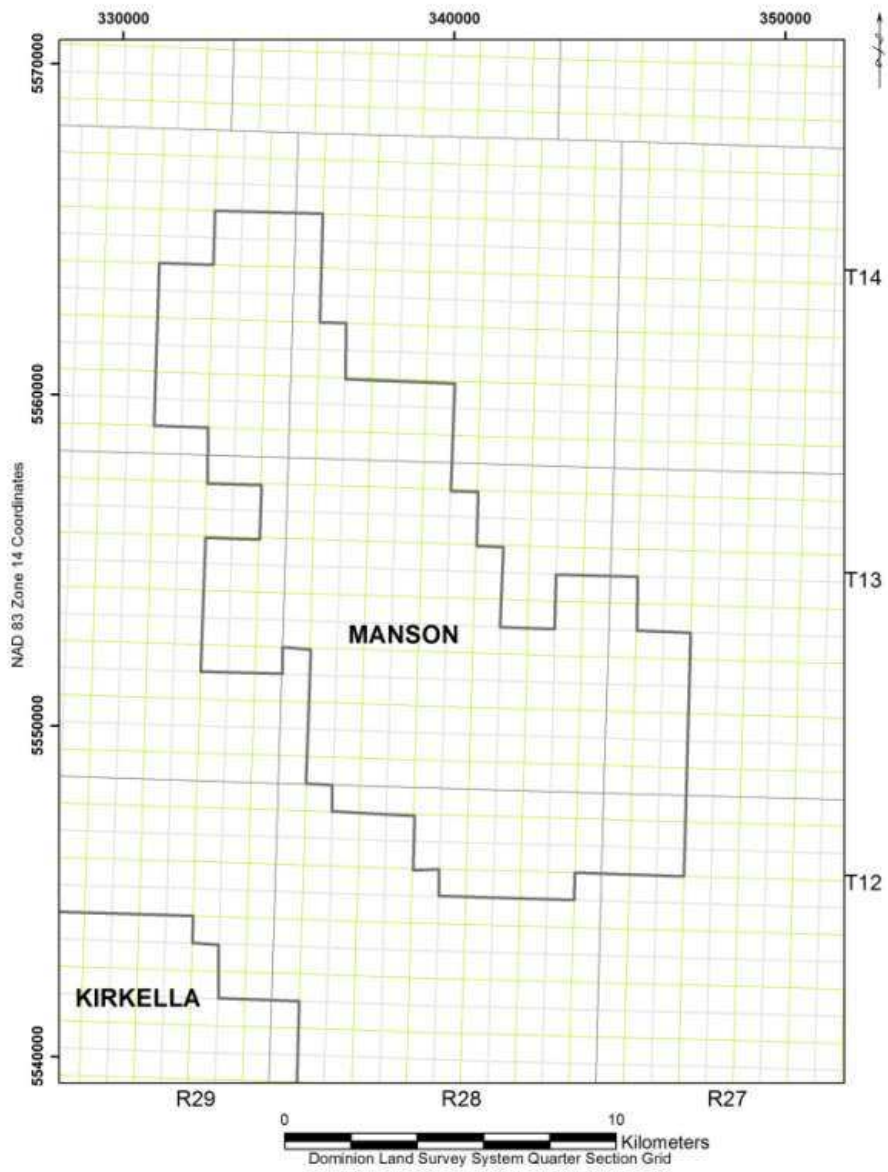 330000 340000 350000
5570000
T14
5560000
NAD 83 Zone 14 Coordinates
T13
MANSON
5550000
T12
KIRKELLA
5540000
R29 R28 R27
0 10
Kilometers
Dominion Land Survey System Quarter Section Grid